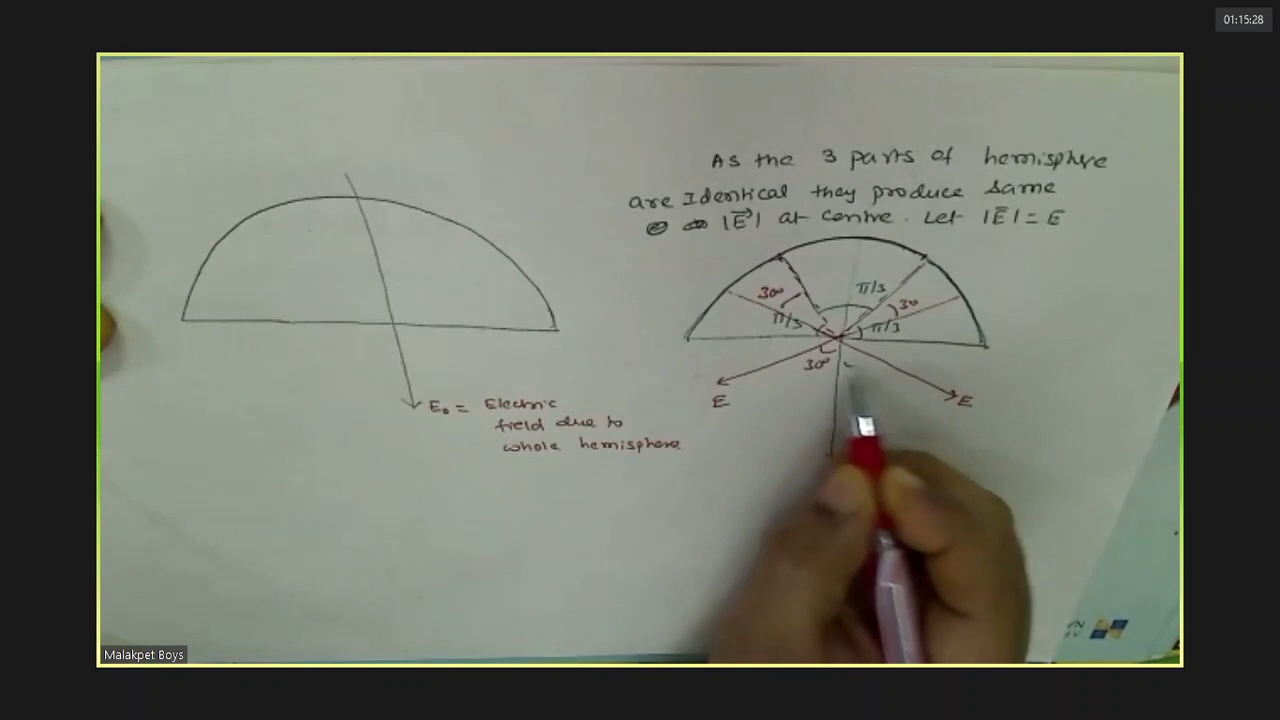 01:15:28
As the 3 parts of hemisphre
are Identical they produce same
|E⃗| at centre. Let |E̅| = E
π/3
30°
30
π/3
π/3
30°
E
E
E₀ = Electric
field due to
whole hemisphere
Malakpet Boys